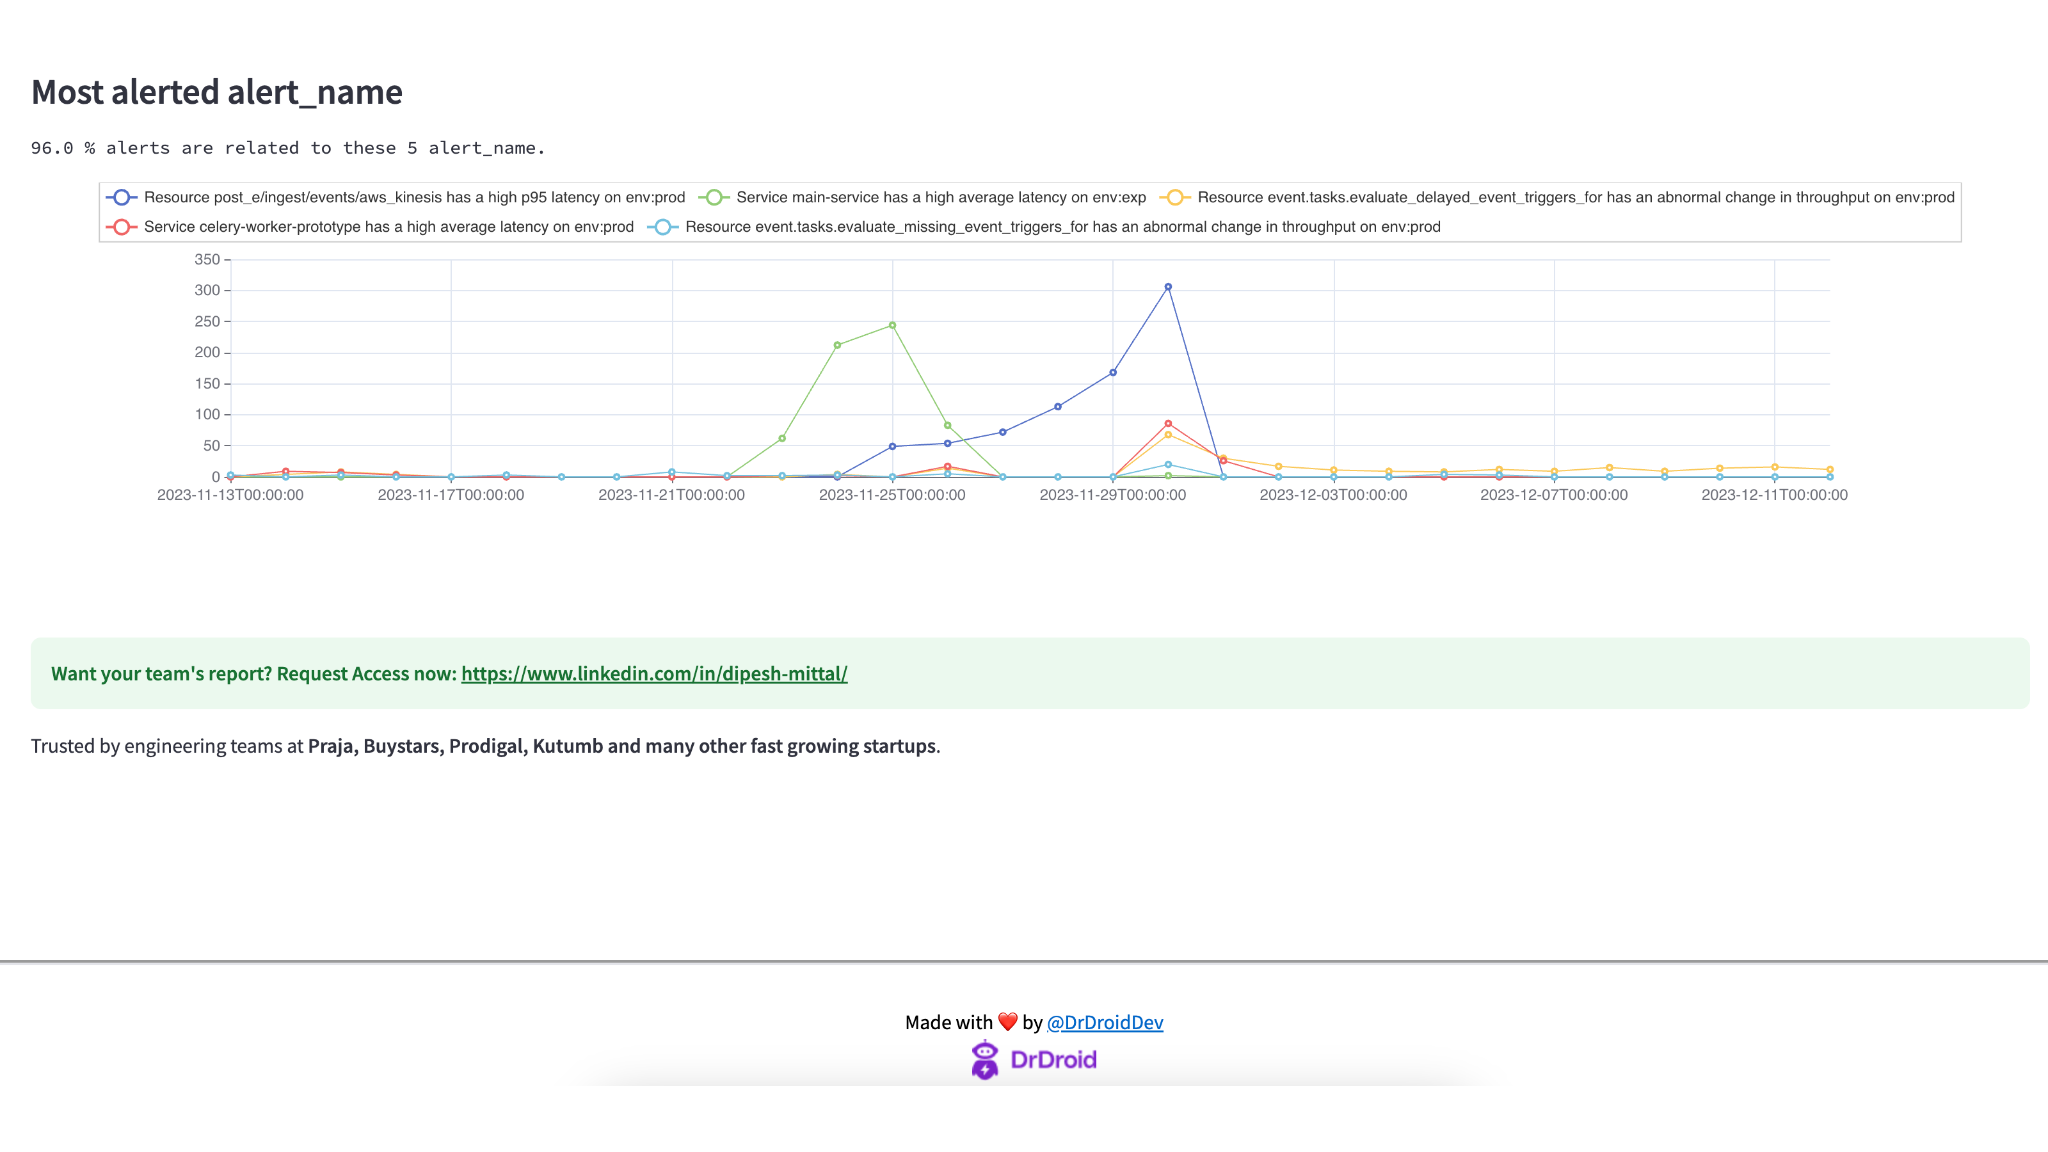 Most alerted alert_name
96.0 % alerts are related to these 5 alert_name.
Resource post_e/ingest/events/aws_kinesis has a high p95 latency on env:prod Service main-service has a high average latency on env:exp Resource event.tasks.evaluate_delayed_event_triggers_for has an abnormal change in throughput on env:prod
Service celery-worker-prototype has a high average latency on env:prod Resource event.tasks.evaluate_missing_event_triggers_for has an abnormal change in throughput on env:prod
350
300
250
200
150
100
50
0
2023-11-13T00:00:00 2023-11-17T00:00:00 2023-11-21T00:00:00 2023-11-25T00:00:00 2023-11-29T00:00:00 2023-12-03T00:00:00 2023-12-07T00:00:00 2023-12-11T00:00:00
Want your team's report? Request Access now: https://www.linkedin.com/in/dipesh-mittal/
Trusted by engineering teams at Praja, Buystars, Prodigal, Kutumb and many other fast growing startups.
Made with ❤️ by @DrDroidDev
DrDroid